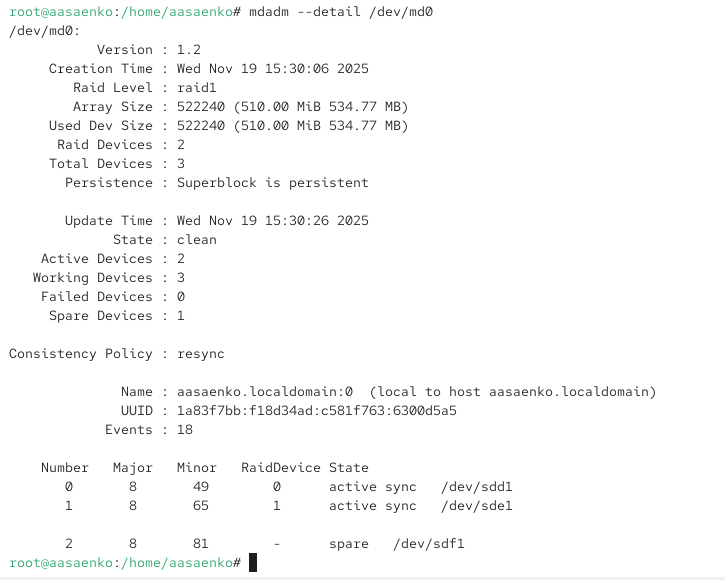 root@aasaenko:/home/aasaenko# mdadm --detail /dev/md0
/dev/md0:
Version : 1.2
Creation Time : Wed Nov 19 15:30:06 2025
Raid Level : raid1
Array Size : 522240 (510.00 MiB 534.77 MB)
Used Dev Size : 522240 (510.00 MiB 534.77 MB)
Raid Devices : 2
Total Devices : 3
Persistence : Superblock is persistent
Update Time : Wed Nov 19 15:30:26 2025
State : clean
Active Devices : 2
Working Devices : 3
Failed Devices : 0
Spare Devices : 1
Consistency Policy : resync
Name : aasaenko.localdomain:0  (local to host aasaenko.localdomain)
UUID : 1a83f7bb:f18d34ad:c581f763:6300d5a5
Events : 18
Number   Major   Minor   RaidDevice State
0       8       49        0      active sync   /dev/sdd1
1       8       65        1      active sync   /dev/sde1
2       8       81        -      spare   /dev/sdf1
root@aasaenko:/home/aasaenko#